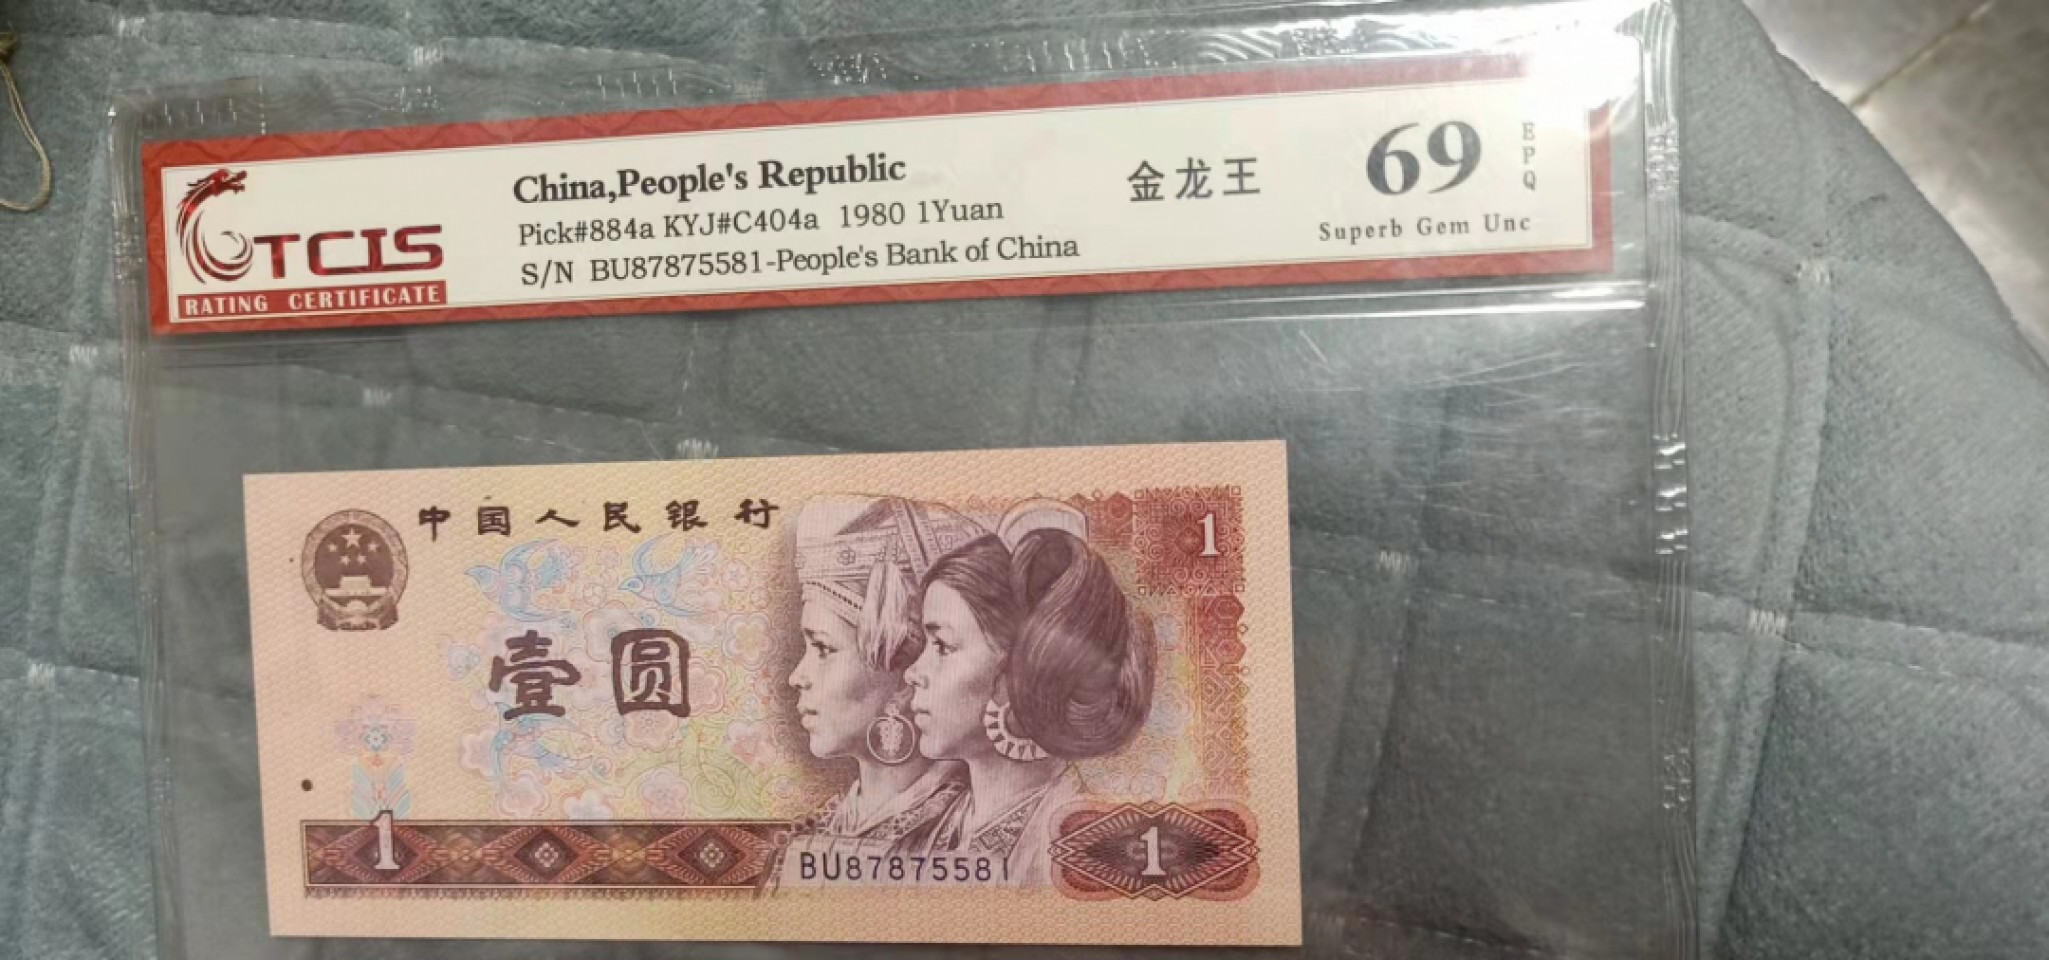 TCIS
RATING CERTIFICATE
China,People's Republic
Pick#884a KYJ#C404a 1980 1Yuan
S/N BU87875581-People's Bank of China
金龙王
69
EPQ
Superb Gem Unc
中国人民银行
1
壹圆
1
BU87875581
1